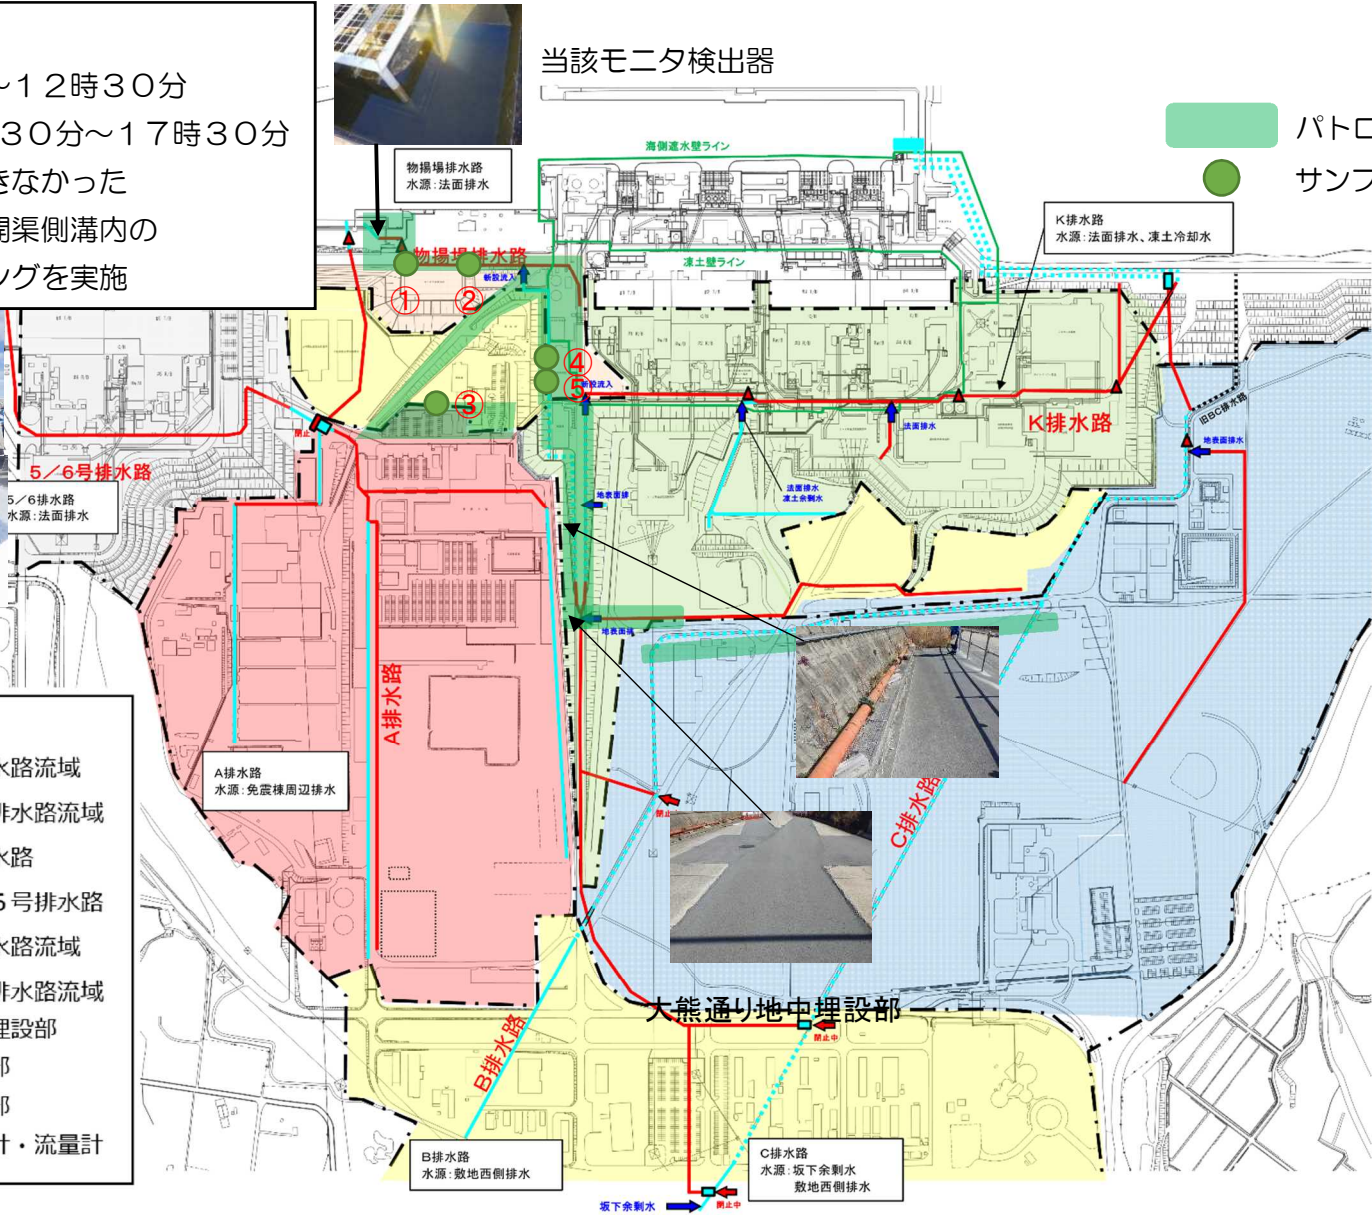 ～１２時３０分
３０分～１７時３０分
きなかった
開渠側溝内の
ングを実施
当該モニタ検出器
パトロ
サンプ
物揚場排水路
水源:法面排水
海側遮水壁ライン
K排水路
水源:法面排水、凍土冷却水
物揚場排水路
新設流入
凍土壁ライン
①
②
③
④
⑤
新設流入
閉止
法面排水
K排水路
旧BC排水路
地表面排水
5／6号排水路
5／6排水路
水源:法面排水
法面排水
凍土余剰水
地表面排
地表面排
A排水路
A排水路
水源:免震棟周辺排水
閉止
C排水路
水路流域
排水路流域
水路
号排水路
水路流域
排水路流域
埋設部
部
部
計・流量計
大熊通り地中埋設部
閉止中
B排水路
B排水路
水源:敷地西側排水
C排水路
水源:坂下余剰水
敷地西側排水
坂下余剰水
閉止中